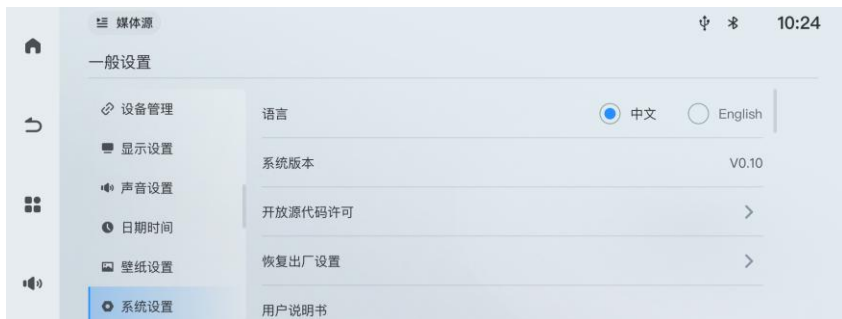 媒体源
10:24
一般设置
设备管理
显示设置
声音设置
日期时间
壁纸设置
系统设置
语言
中文
English
系统版本
V0.10
开放源代码许可
恢复出厂设置
用户说明书